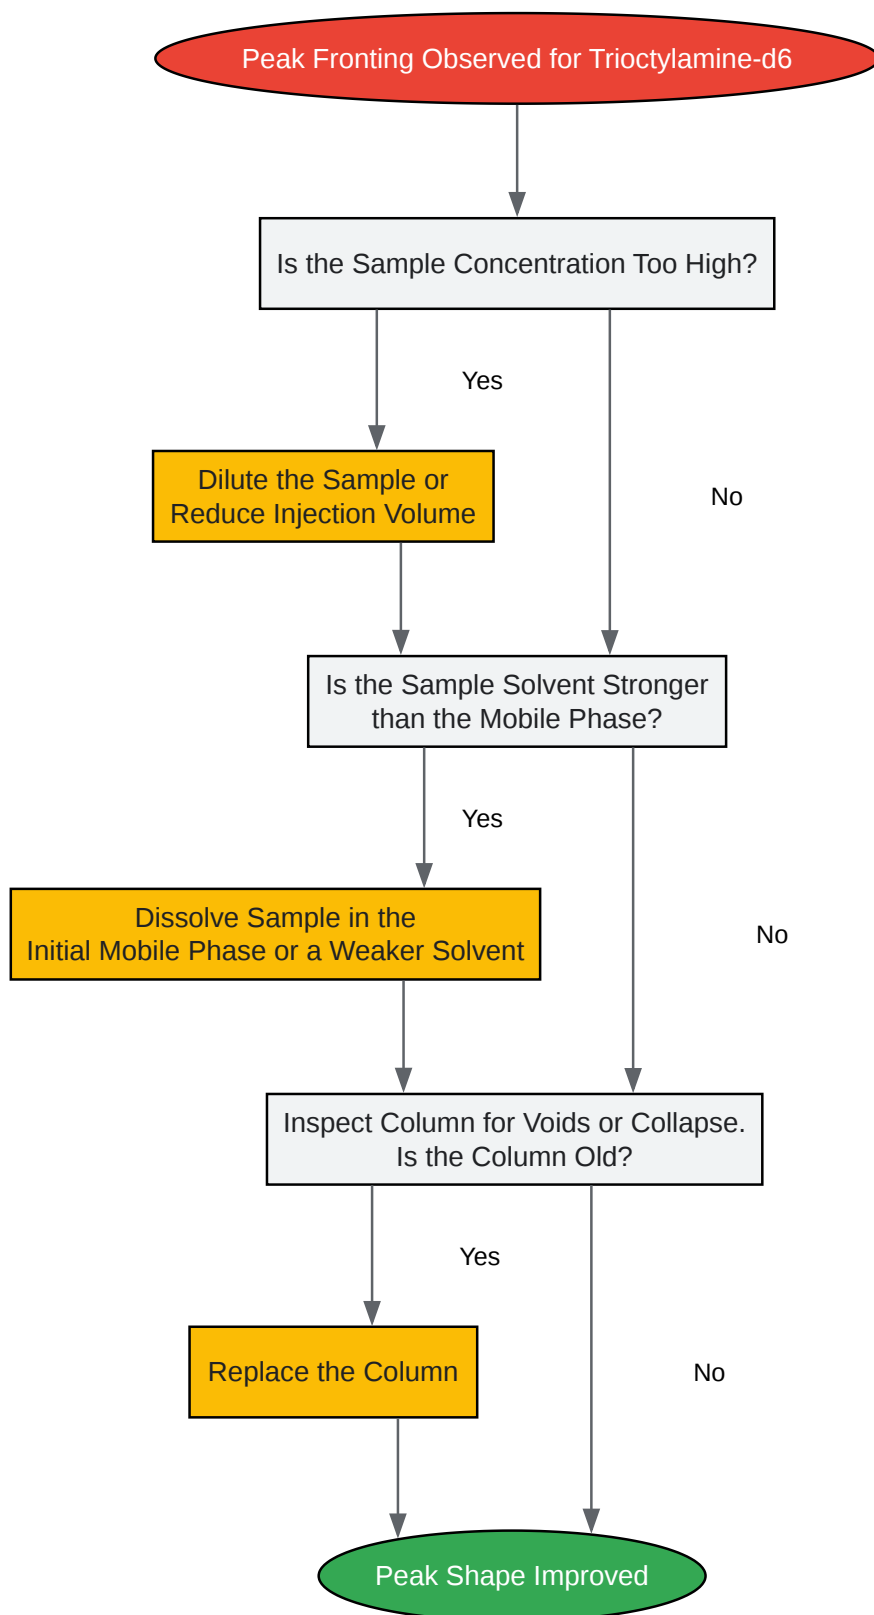 Peak Fronting Observed for Trioctylamine-d6
Is the Sample Concentration Too High?
Yes
Dilute the Sample or
Reduce Injection Volume
No
Is the Sample Solvent Stronger
than the Mobile Phase?
Yes
Dissolve Sample in the
Initial Mobile Phase or a Weaker Solvent
No
Inspect Column for Voids or Collapse.
Is the Column Old?
Yes
Replace the Column
No
Peak Shape Improved